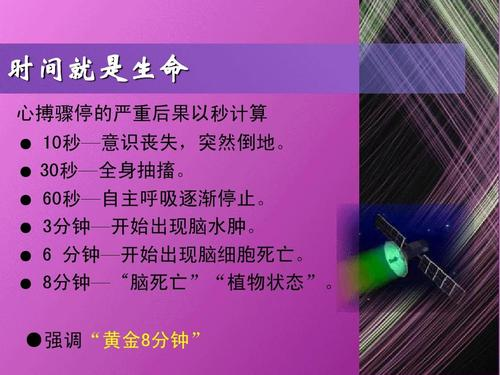 时间就是生命
心搏骤停的严重后果以秒计算
● 10秒—意识丧失，突然倒地。
● 30秒—全身抽搐。
● 60秒—自主呼吸逐渐停止。
● 3分钟—开始出现脑水肿。
● 6 分钟—开始出现脑细胞死亡。
● 8分钟—“脑死亡”“植物状态”。
●强调“黄金8分钟”